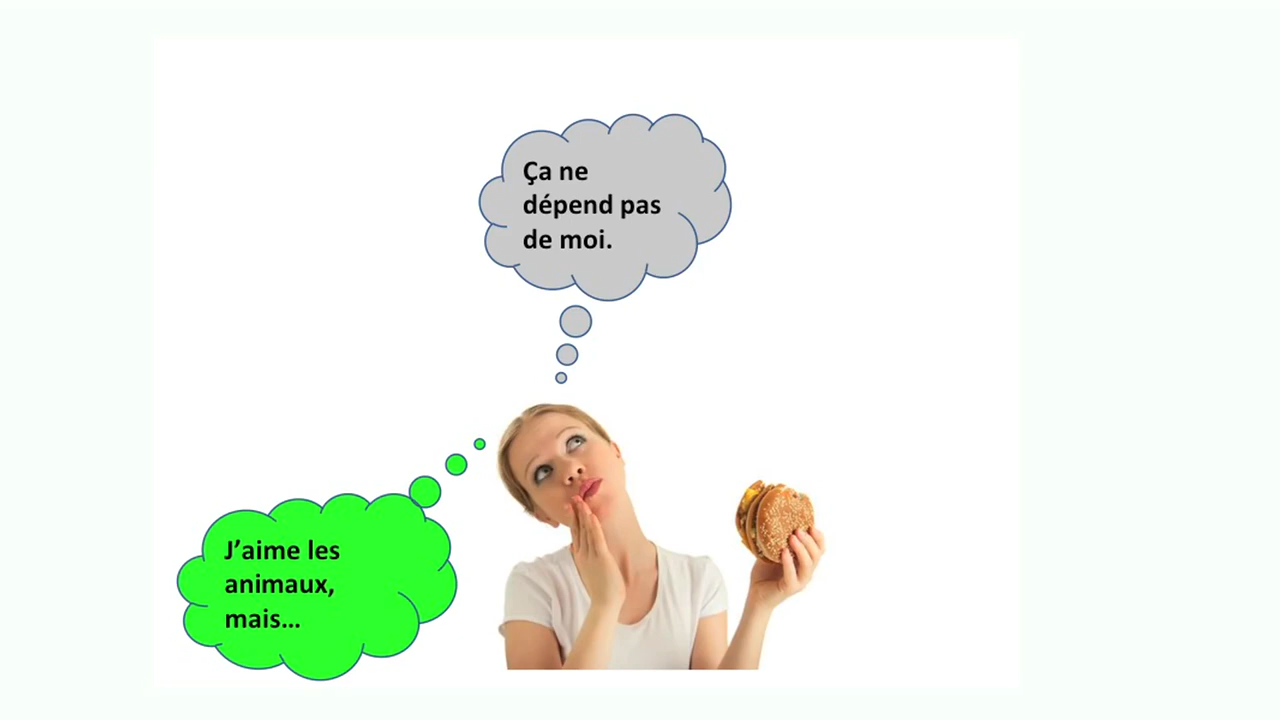 Ça ne
dépend pas
de moi.
J’aime les
animaux,
mais…